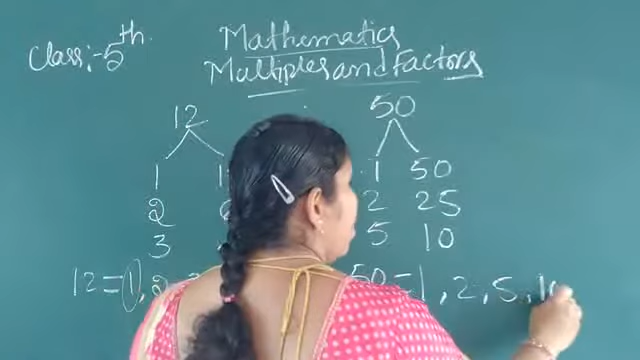 Class:-5th.
Mathematics
Multiples and Factors
12 50
1 1 50
2 2 25
3 5 10
12=1, 2 50=1, 2, 5, 10